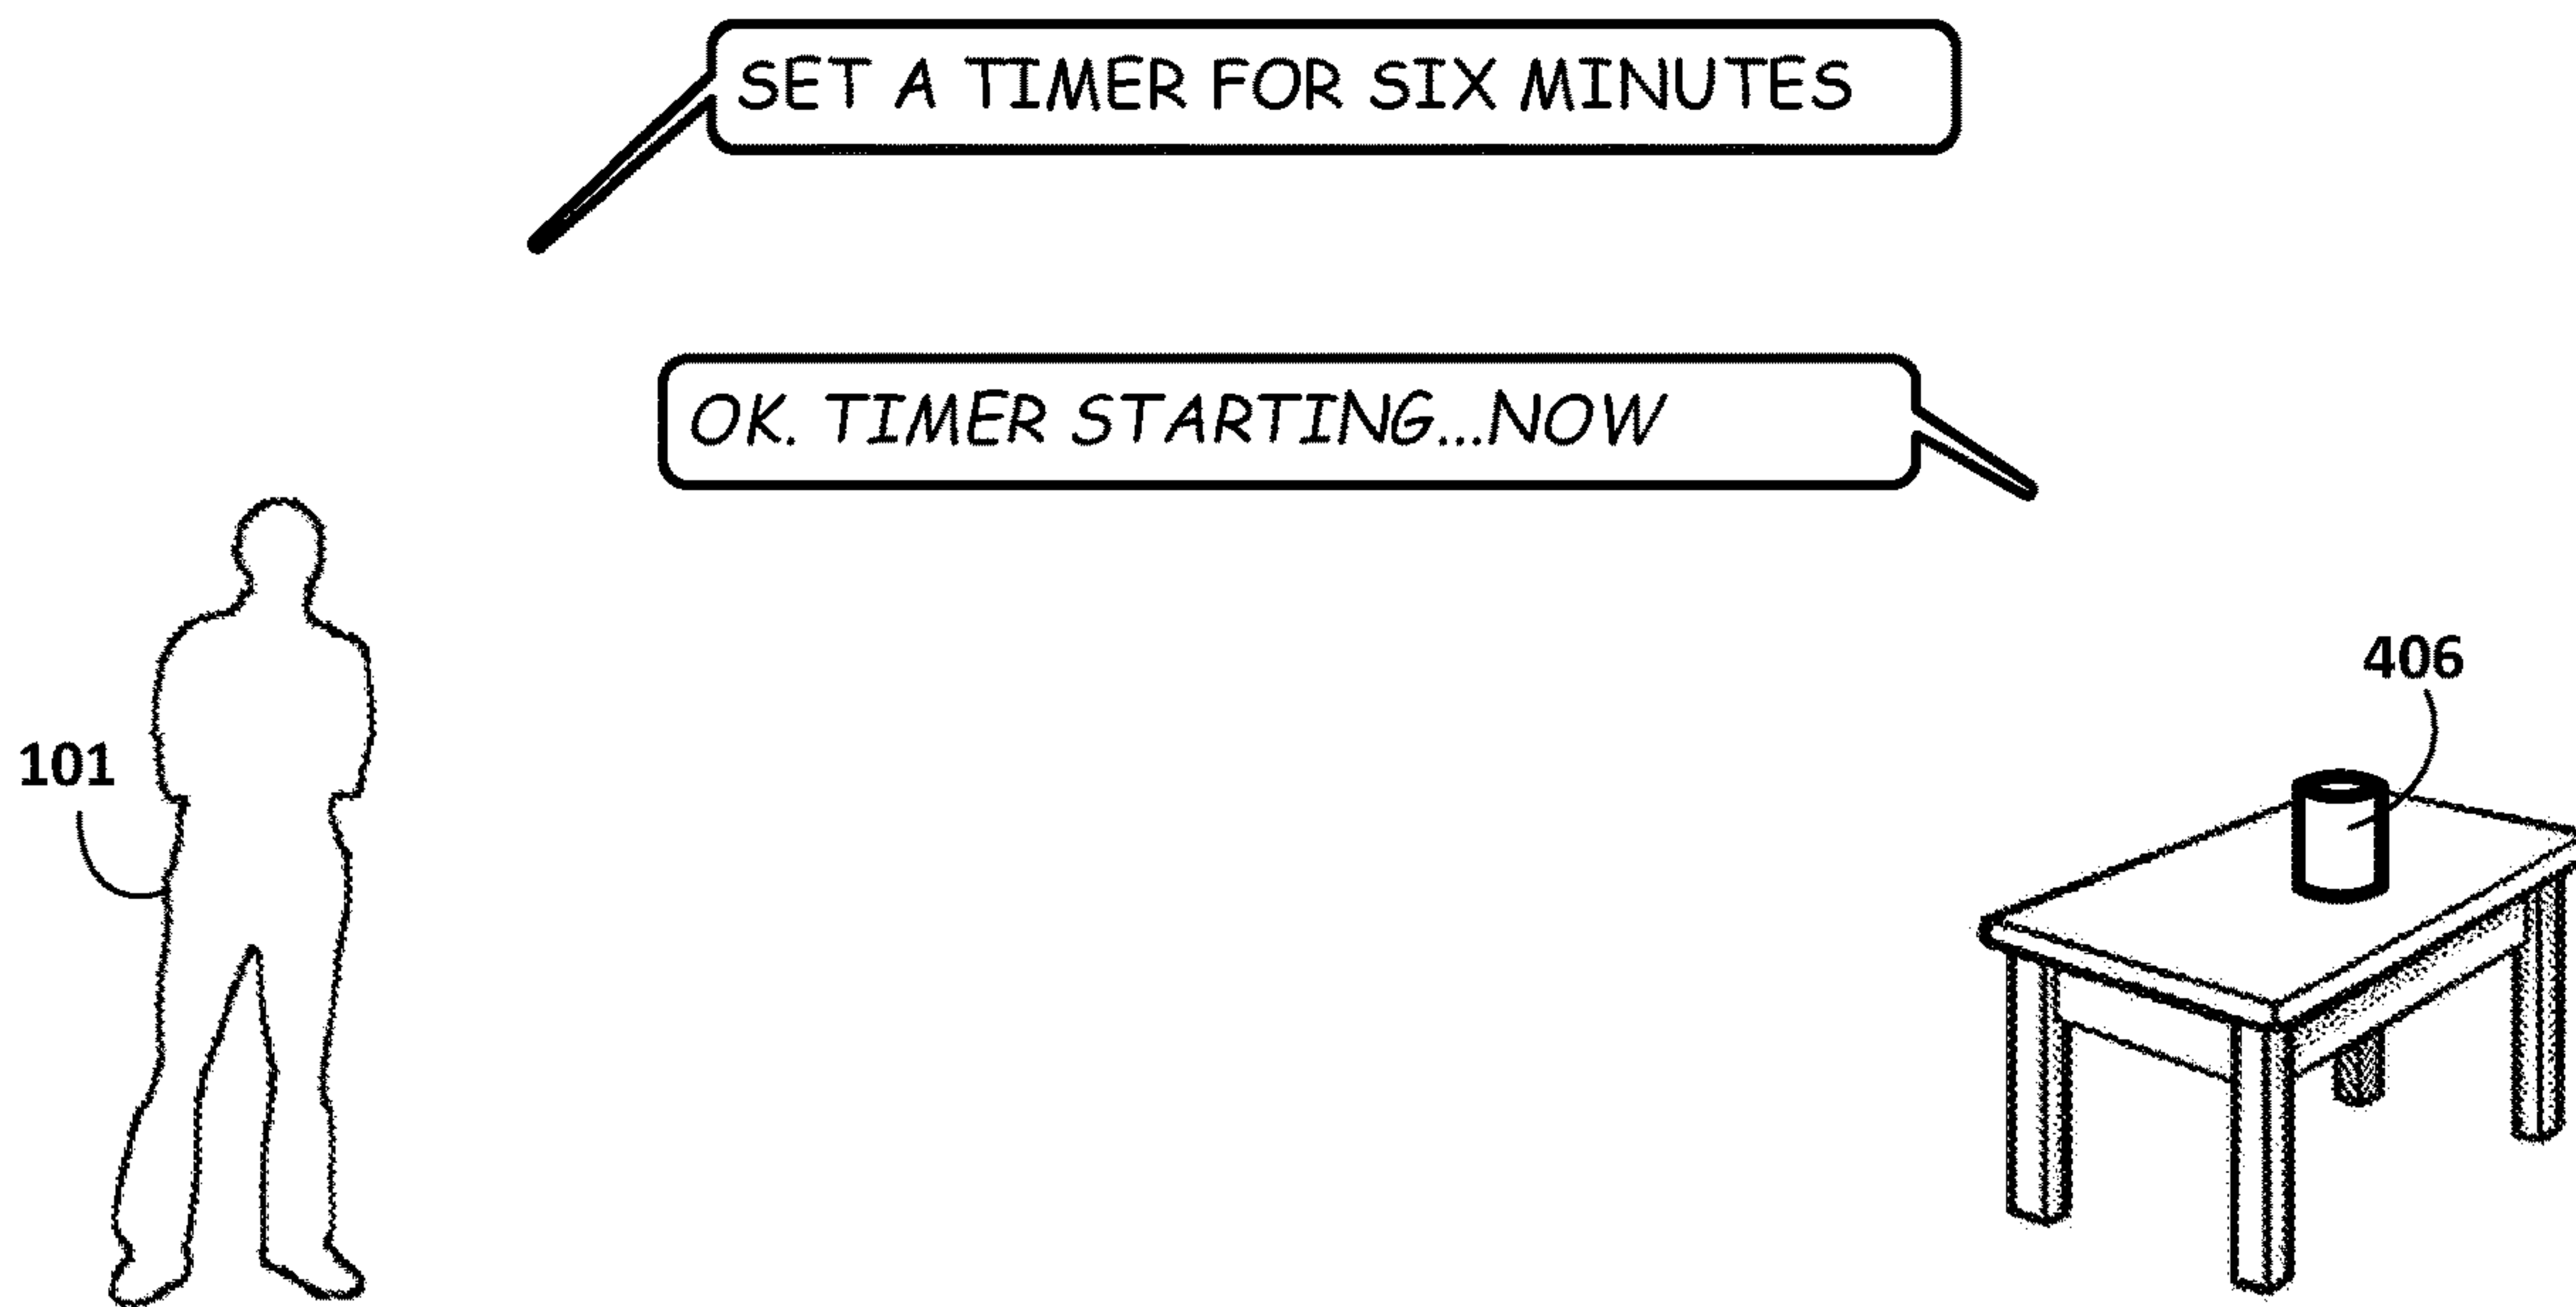 SET A TIMER FOR SIX MINUTES
OK. TIMER STARTING...NOW
406
101